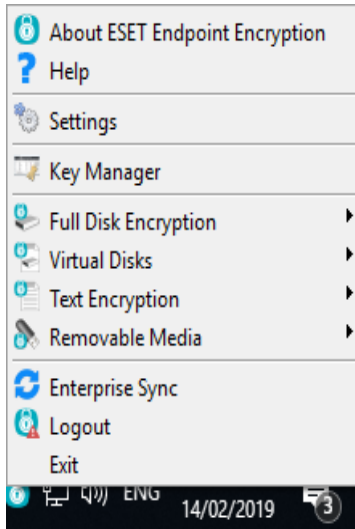 About ESET Endpoint Encryption
Help
Settings
Key Manager
Full Disk Encryption
Virtual Disks
Text Encryption
Removable Media
Enterprise Sync
Logout
Exit
ENG
14/02/2019
3